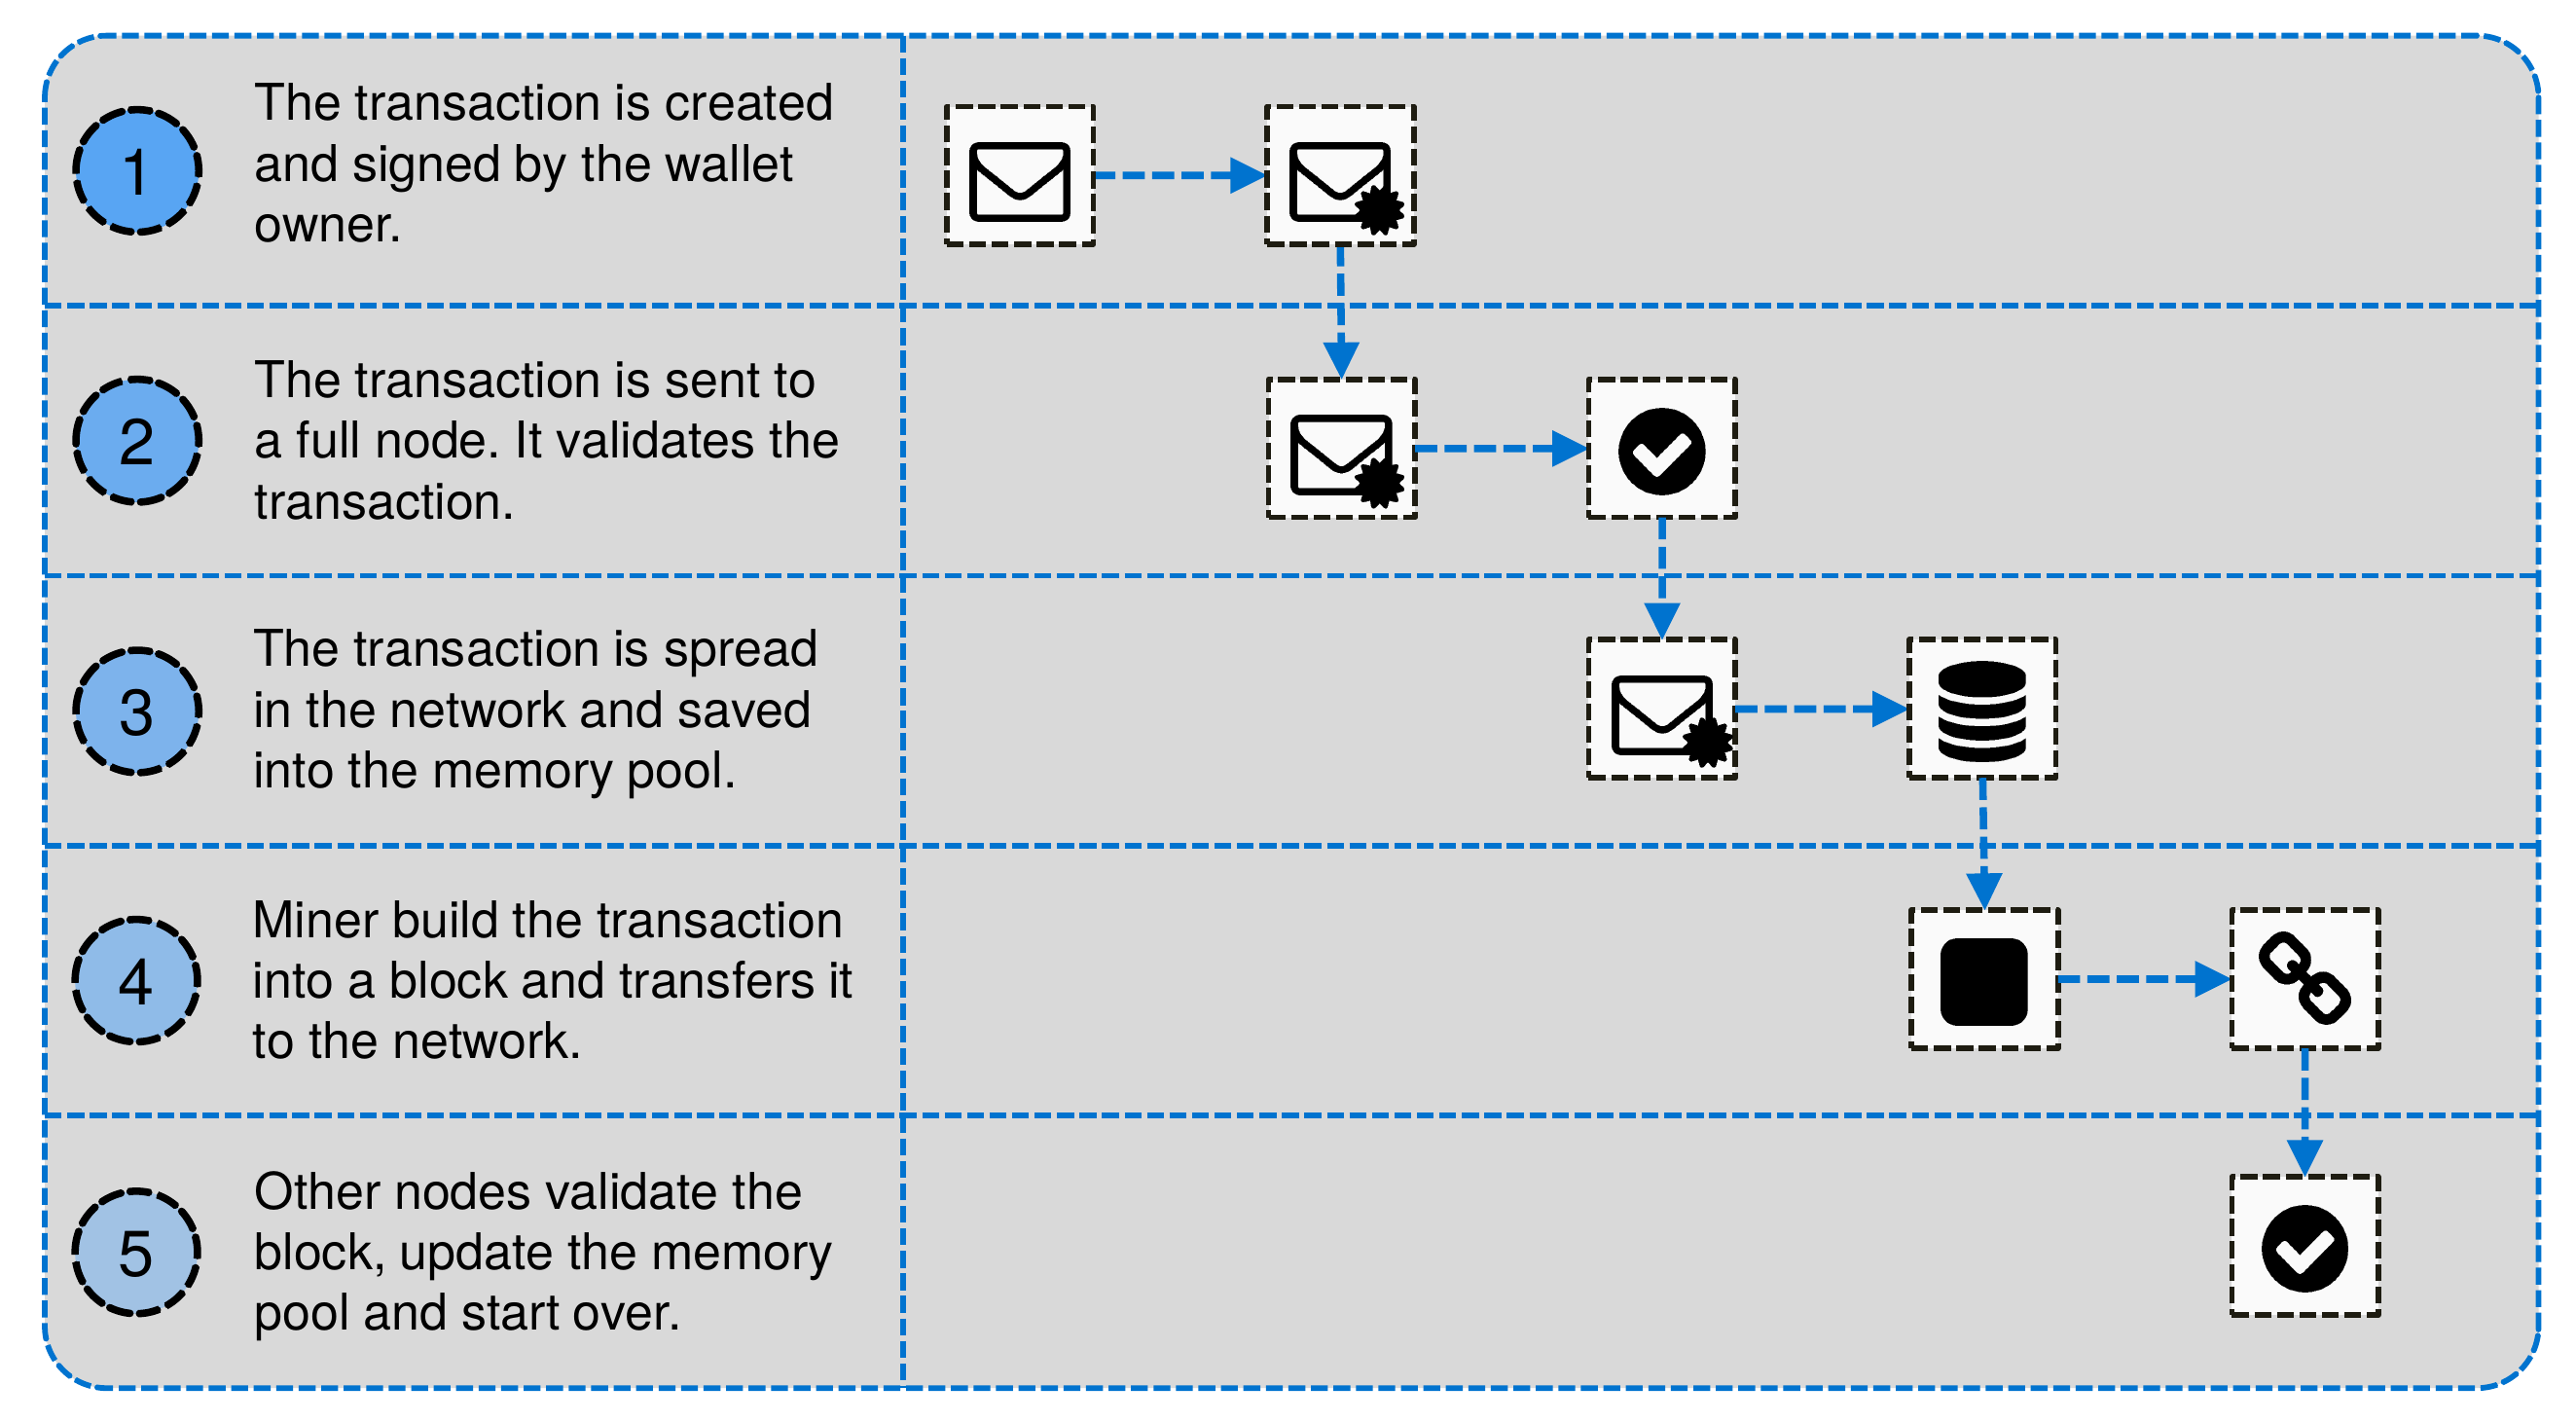 1
The transaction is created
and signed by the wallet
owner.
2
The transaction is sent to
a full node. It validates the
transaction.
3
The transaction is spread
in the network and saved
into the memory pool.
4
Miner build the transaction
into a block and transfers it
to the network.
5
Other nodes validate the
block, update the memory
pool and start over.